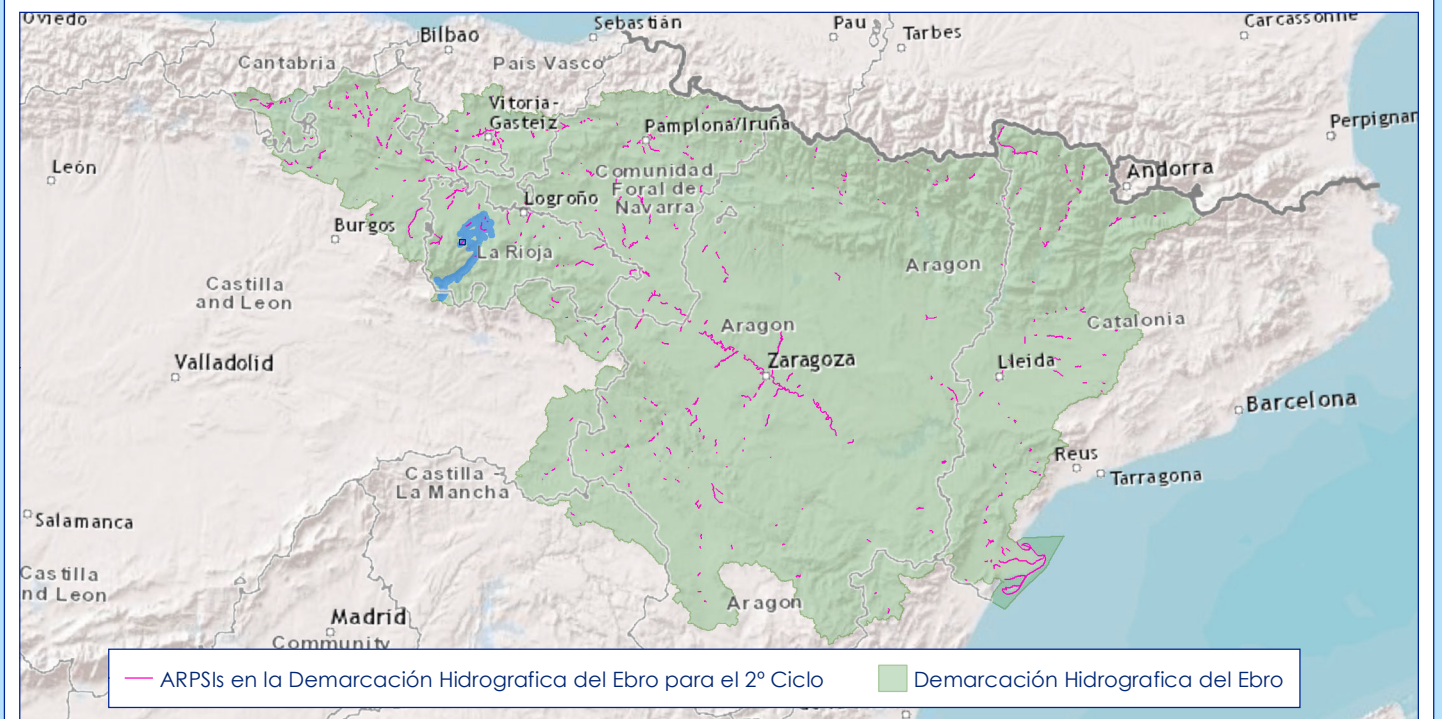 Oviedo
Sebastián
Pau
Tarbes
Carcassonne
Bilbao
Cantabria
País Vasco
Vitoria-
Gasteiz
Pamplona/Iruña
Perpignan
León
Andorra
Comunidad
Foral de
Navarra
Logroño
Burgos
La Rioja
Aragon
Castilla
and Leon
Aragon
Catalonia
Valladolid
Zaragoza
Lleida
Barcelona
Castilla -
La Mancha
Reus
Tarragona
Salamanca
Castilla
nd Leon
Aragon
Madrid
Community
ARPSIs en la Demarcación Hidrografica del Ebro para el 2º Ciclo
Demarcación Hidrografica del Ebro